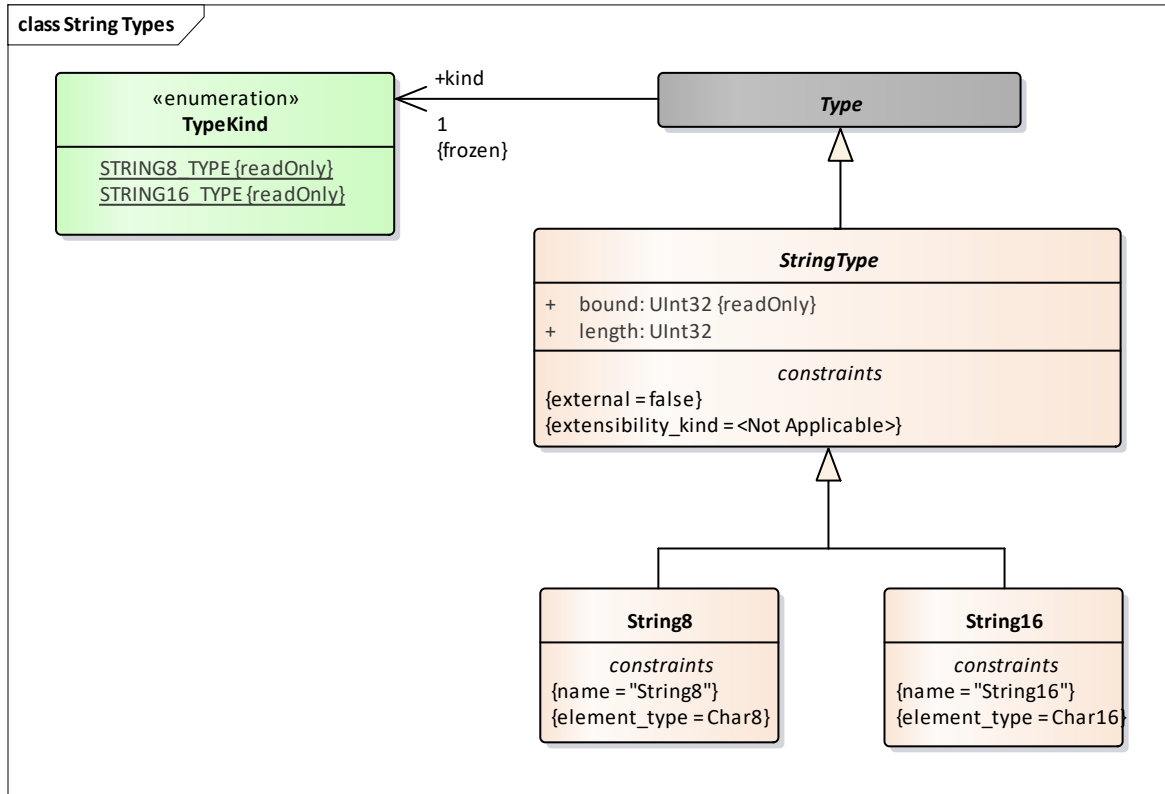 class String Types
«enumeration»
TypeKind
STRING8_TYPE {readOnly}
STRING16_TYPE {readOnly}
+kind
1
{frozen}
Type
StringType
+ bound: UInt32 {readOnly}
+ length: UInt32
constraints
{external = false}
{extensibility_kind = <Not Applicable>}
String8
constraints
{name = "String8"}
{element_type = Char8}
String16
constraints
{name = "String16"}
{element_type = Char16}